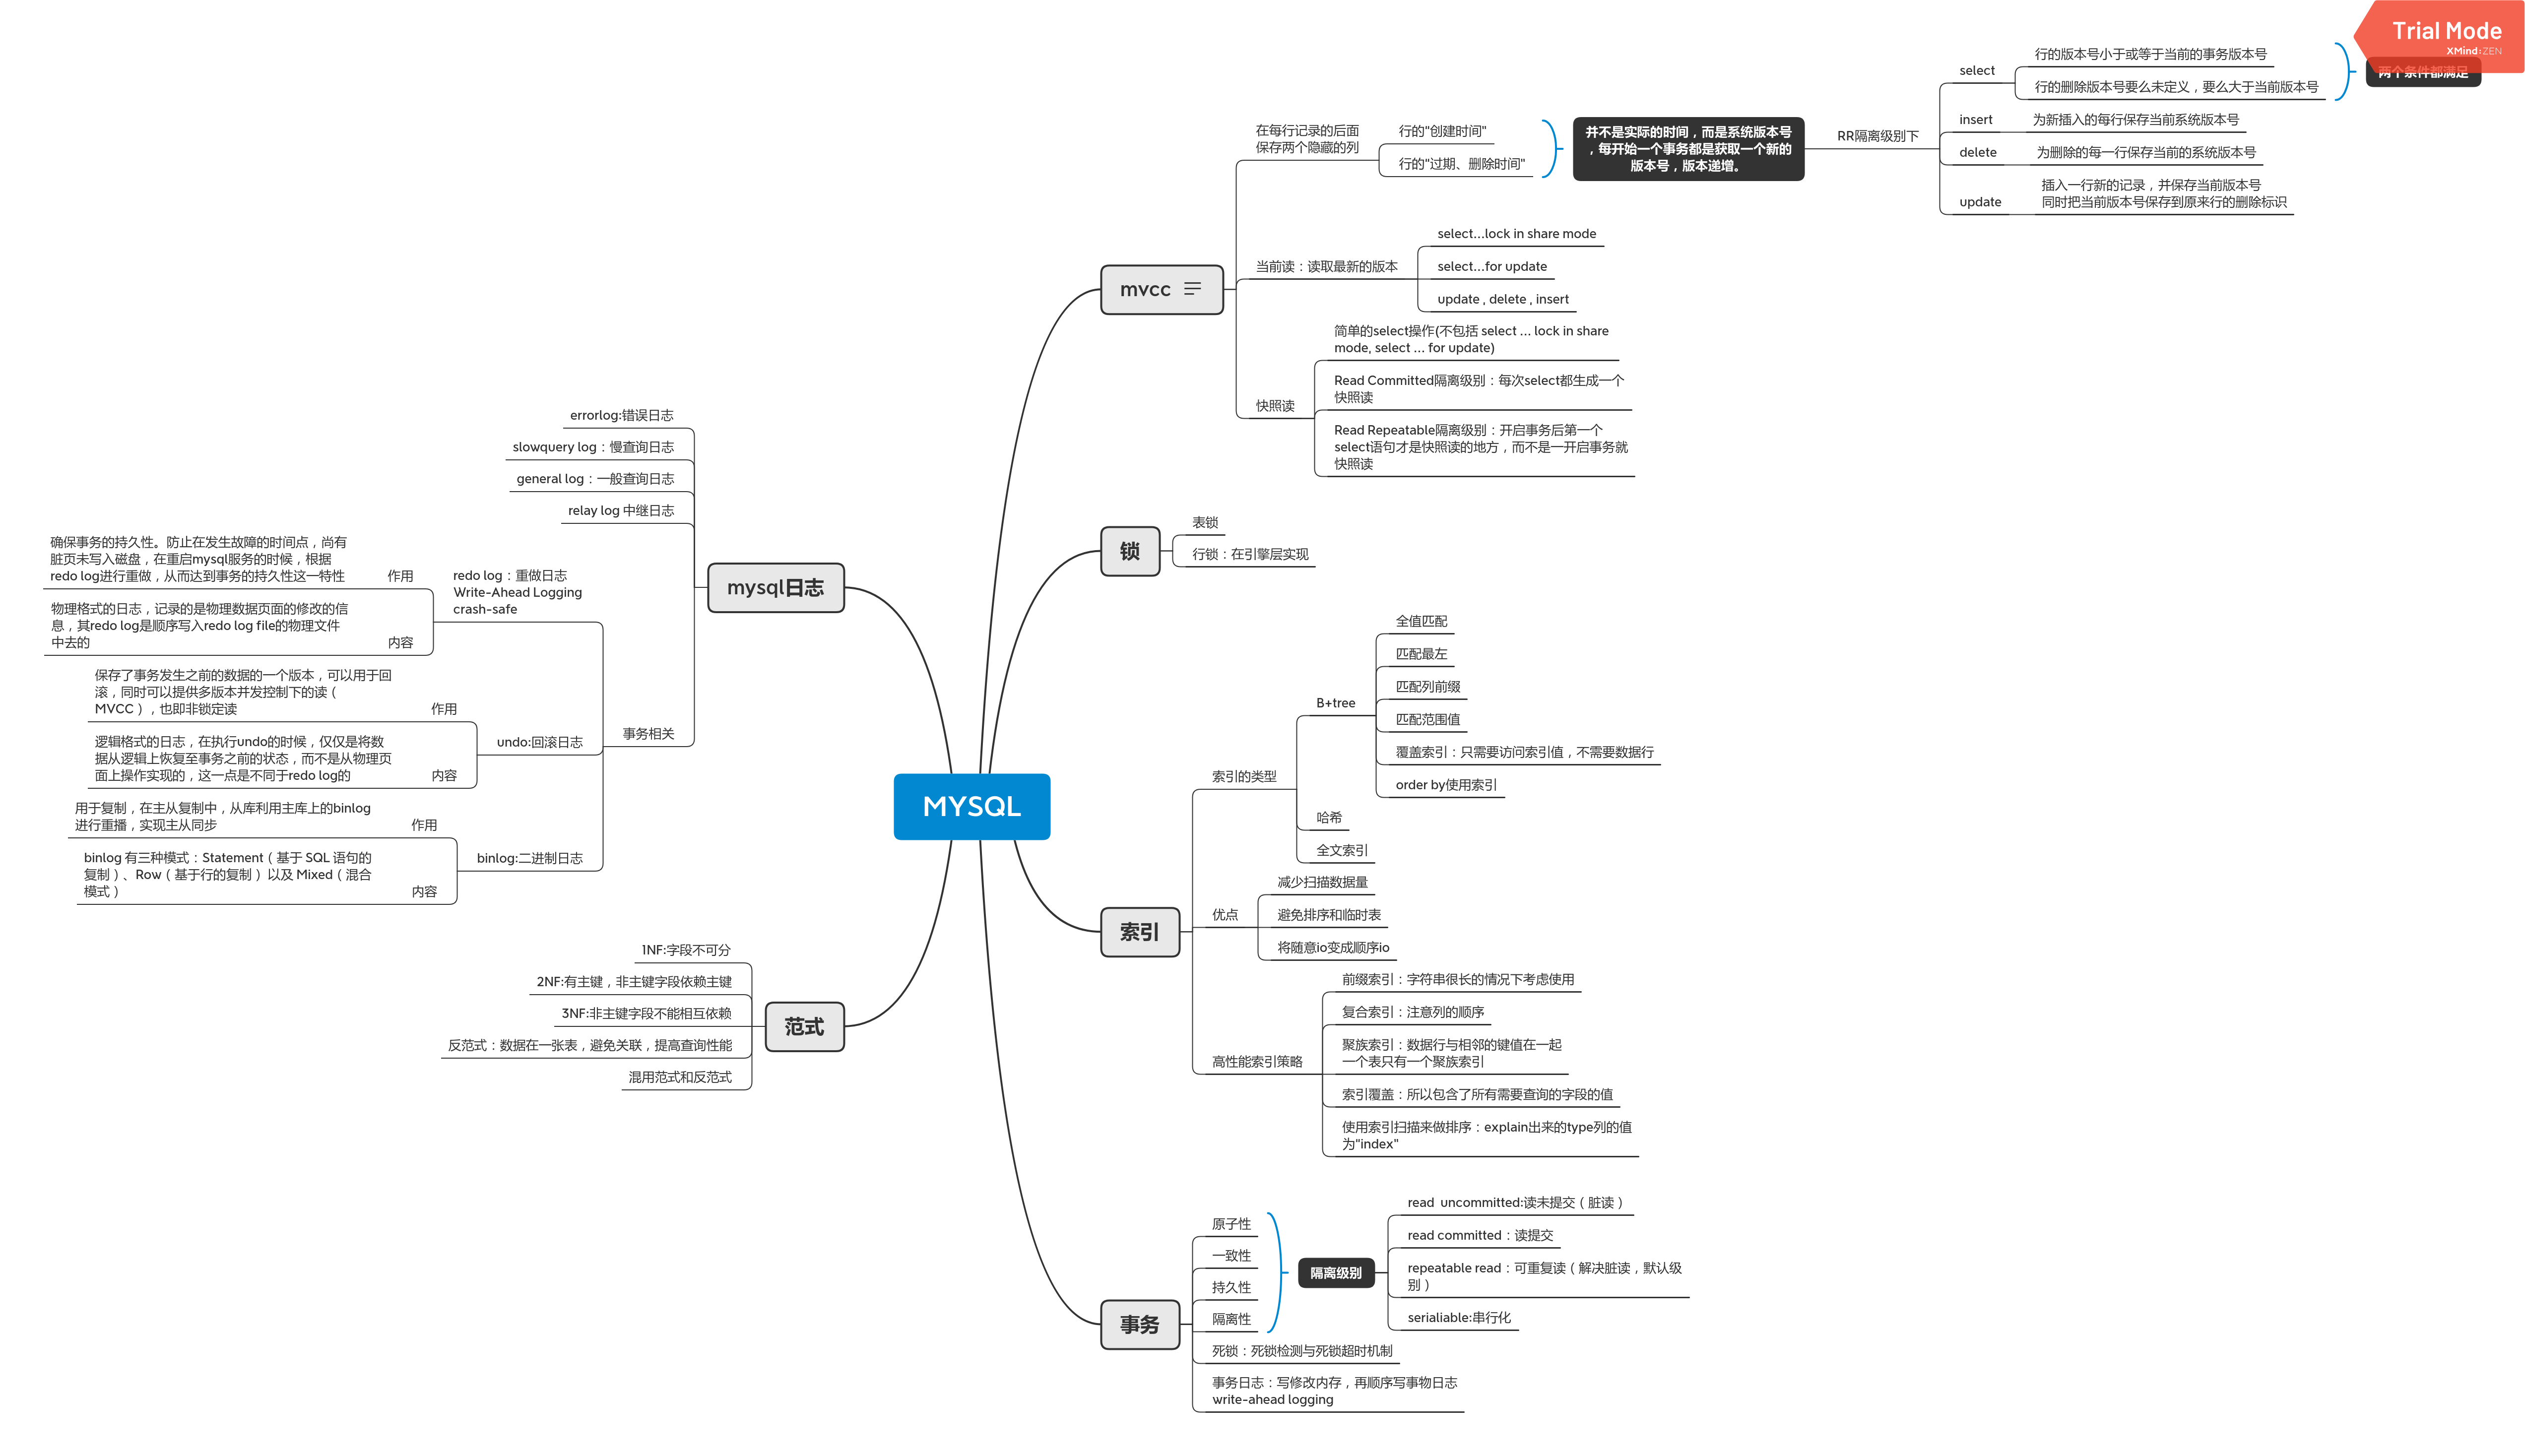 MYSQL
mvcc
在每行记录的后面
保存两个隐藏的列
行的"创建时间"
行的"过期、删除时间"
并不是实际的时间，而是系统版本号
，每开始一个事务都是获取一个新的
版本号，版本递增。
RR隔离级别下
select
行的版本号小于或等于当前的事务版本号
行的删除版本号要么未定义，要么大于当前版本号
两个条件都满足
Trial Mode
XMind:ZEN
insert
为新插入的每行保存当前系统版本号
delete
为删除的每一行保存当前的系统版本号
update
插入一行新的记录，并保存当前版本号
同时把当前版本号保存到原来行的删除标识
当前读：读取最新的版本
select...lock in share mode
select...for update
update , delete , insert
快照读
简单的select操作(不包括 select ... lock in share
mode, select ... for update)
Read Committed隔离级别：每次select都生成一个
快照读
Read Repeatable隔离级别：开启事务后第一个
select语句才是快照读的地方，而不是一开启事务就
快照读
锁
表锁
行锁：在引擎层实现
索引
索引的类型
B+tree
全值匹配
匹配最左
匹配列前缀
匹配范围值
覆盖索引：只需要访问索引值，不需要数据行
order by使用索引
哈希
全文索引
优点
减少扫描数据量
避免排序和临时表
将随意io变成顺序io
高性能索引策略
前缀索引：字符串很长的情况下考虑使用
复合索引：注意列的顺序
聚族索引：数据行与相邻的键值在一起
一个表只有一个聚族索引
索引覆盖：所以包含了所有需要查询的字段的值
使用索引扫描来做排序：explain出来的type列的值
为"index"
事务
原子性
一致性
持久性
隔离性
隔离级别
read  uncommitted:读未提交（脏读）
read committed：读提交
repeatable read：可重复读（解决脏读，默认级
别）
serialiable:串行化
死锁：死锁检测与死锁超时机制
事务日志：写修改内存，再顺序写事物日志
write-ahead logging
mysql日志
errorlog:错误日志
slowquery log：慢查询日志
general log：一般查询日志
relay log 中继日志
事务相关
redo log：重做日志
Write-Ahead Logging
crash-safe
作用
确保事务的持久性。防止在发生故障的时间点，尚有
脏页未写入磁盘，在重启mysql服务的时候，根据
redo log进行重做，从而达到事务的持久性这一特性
内容
物理格式的日志，记录的是物理数据页面的修改的信
息，其redo log是顺序写入redo log file的物理文件
中去的
undo:回滚日志
作用
保存了事务发生之前的数据的一个版本，可以用于回
滚，同时可以提供多版本并发控制下的读（
MVCC），也即非锁定读
内容
逻辑格式的日志，在执行undo的时候，仅仅是将数
据从逻辑上恢复至事务之前的状态，而不是从物理页
面上操作实现的，这一点是不同于redo log的
binlog:二进制日志
作用
用于复制，在主从复制中，从库利用主库上的binlog
进行重播，实现主从同步
内容
binlog 有三种模式：Statement（基于 SQL 语句的
复制）、Row（基于行的复制） 以及 Mixed（混合
模式）
范式
1NF:字段不可分
2NF:有主键，非主键字段依赖主键
3NF:非主键字段不能相互依赖
反范式：数据在一张表，避免关联，提高查询性能
混用范式和反范式